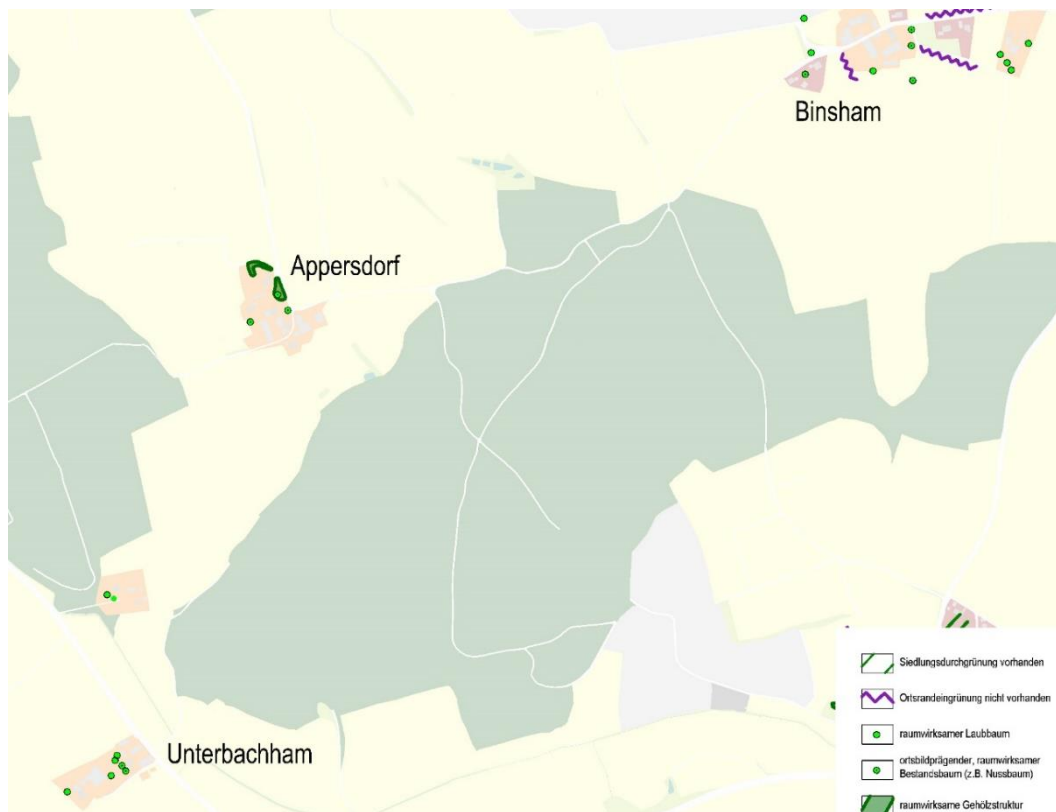 Binsham
Appersdorf
Unterbachham
Siedlungsdurchgrünung vorhanden
Ortsrandeingrünung nicht vorhanden
raumwirksamer Laubbaum
ortsbildprägender, raumwirksamer
Bestandsbaum (z.B. Nussbaum)
raumwirksame Gehölzstruktur